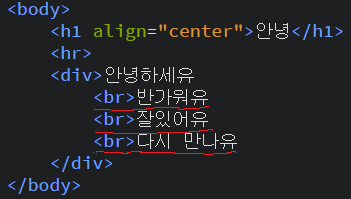 <body>
<h1 align="center">안녕</h1>
<hr>
<div>안녕하세유
<br>반가워유
<br>잘있어유
<br>다시 만나유
</div>
</body>